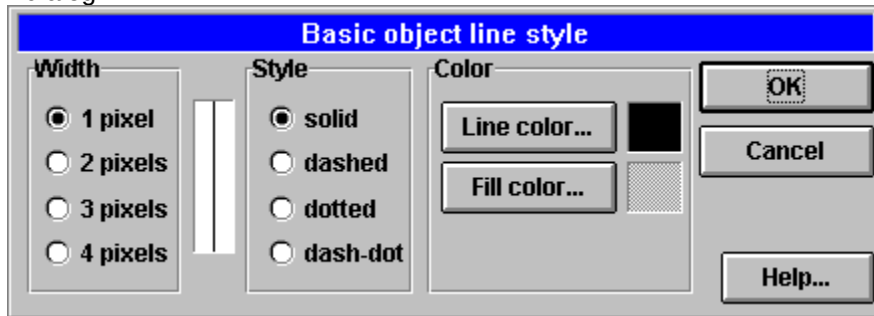 Basic object line style
Width
1 pixel
2 pixels
3 pixels
4 pixels
Style
solid
dashed
dotted
dash-dot
Color
Line color...
Fill color...
OK
Cancel
Help...